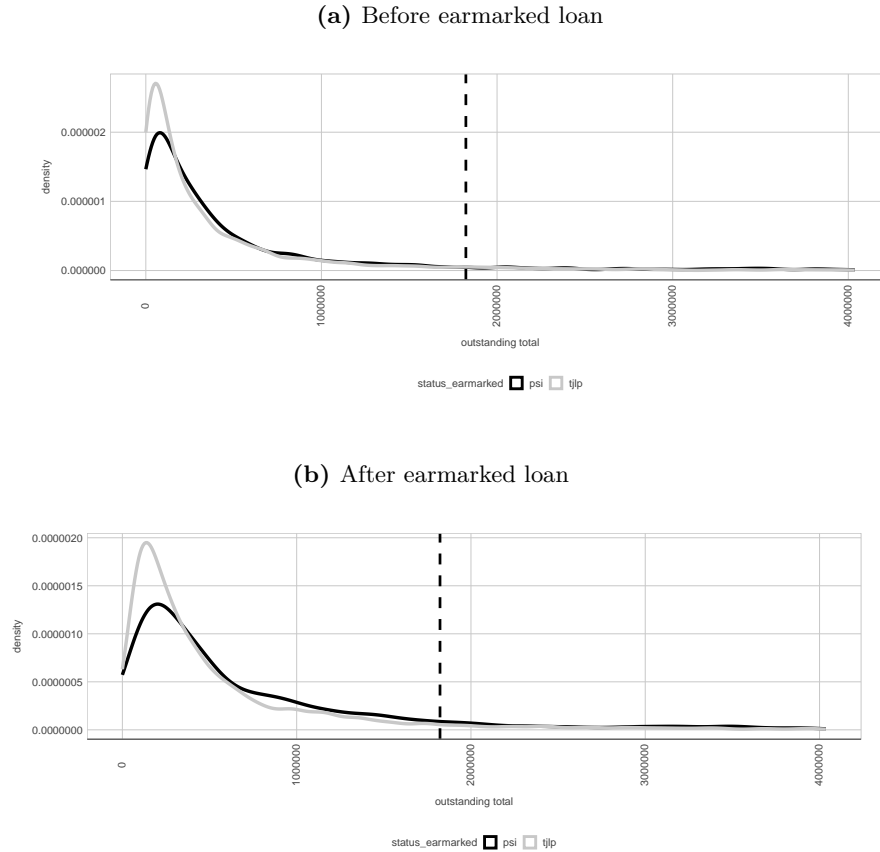 (a) Before earmarked loan
0.000002
0.000001
0.000000
density
0
1000000
2000000
3000000
4000000
outstanding total
status_earmarked psi tjlp
(b) After earmarked loan
0.0000020
0.0000015
0.0000010
0.0000005
0.0000000
density
0
1000000
2000000
3000000
4000000
outstanding total
status_earmarked psi tjlp